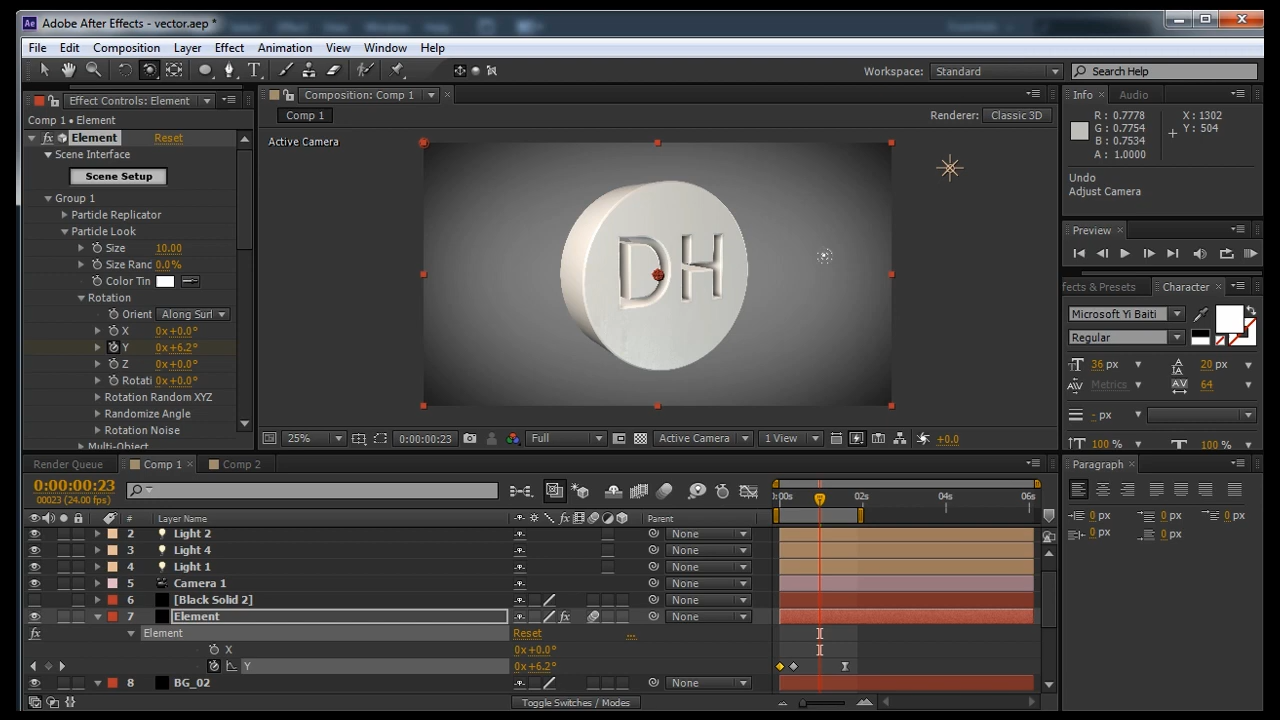 Ae Adobe After Effects - vector.aep *
File Edit Composition Layer Effect Animation View Window Help
Workspace: Standard Search Help
Effect Controls: Element
Composition: Comp 1
Info Audio
Comp 1 • Element
Comp 1
Renderer: Classic 3D
fx Element Reset
Active Camera
R : 0.7778
G : 0.7754
B : 0.7534
A : 1.0000
X : 1302
Y : 504
Scene Interface
Scene Setup
Undo
Adjust Camera
Group 1
Particle Replicator
Particle Look
Size 10.00
Size Ranc 0.0%
Color Tin
Rotation
Orient Along Surl
X 0x+0.0°
Y 0x+6.2°
Z 0x+0.0°
Rotati 0x+0.0°
Rotation Random XYZ
Randomize Angle
Rotation Noise
Multi-Object
DH
Preview
ffects & Presets Character
Microsoft Yi Baiti
Regular
36 px 20 px
Metrics 64
- px
100 % 100 %
25% 0:00:00:23 Full Active Camera 1 View +0.0
Render Queue Comp 1 Comp 2
Paragraph
0:00:00:23
00023 (24.00 fps)
:00s 02s 04s 06s
# Layer Name fx Parent
2 Light 2 None
3 Light 4 None
4 Light 1 None
5 Camera 1 None
6 [Black Solid 2] None
7 Element fx None
fx Element Reset ...
X 0x+0.0°
Y 0x+6.2°
8 BG_02 None
0 px 0 px 0 px
0 px 0 px
Toggle Switches / Modes